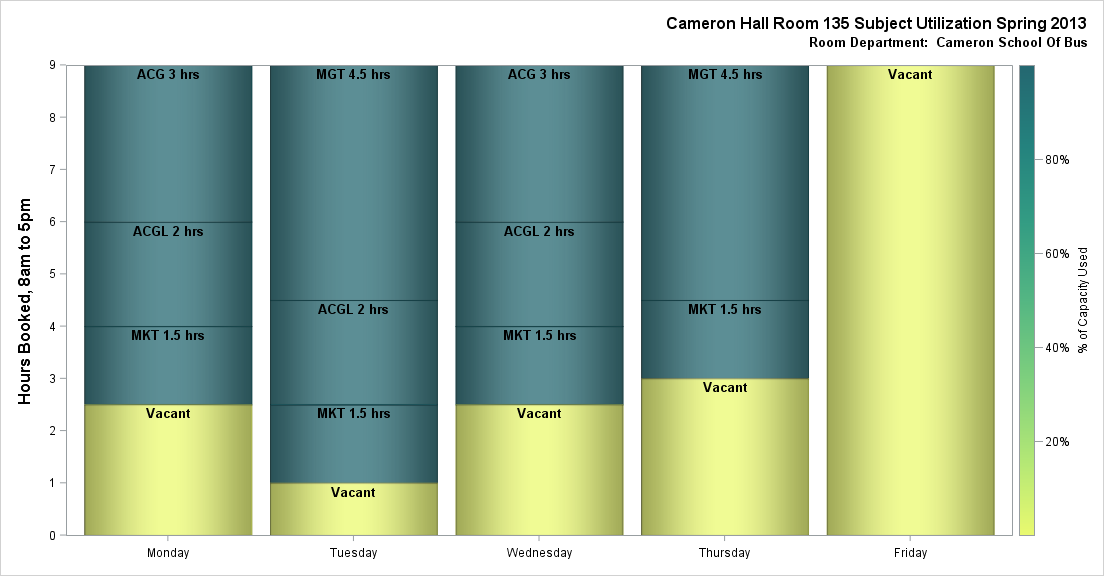 Cameron Hall Room 135 Subject Utilization Spring 2013
Room Department:  Cameron School Of Bus
Hours Booked, 8am to 5pm
9
8
7
6
5
4
3
2
1
0
ACG 3 hrs
ACGL 2 hrs
MKT 1.5 hrs
Vacant
MGT 4.5 hrs
ACGL 2 hrs
MKT 1.5 hrs
Vacant
ACG 3 hrs
ACGL 2 hrs
MKT 1.5 hrs
Vacant
MGT 4.5 hrs
MKT 1.5 hrs
Vacant
Vacant
Monday
Tuesday
Wednesday
Thursday
Friday
80%
60%
40%
20%
% of Capacity Used